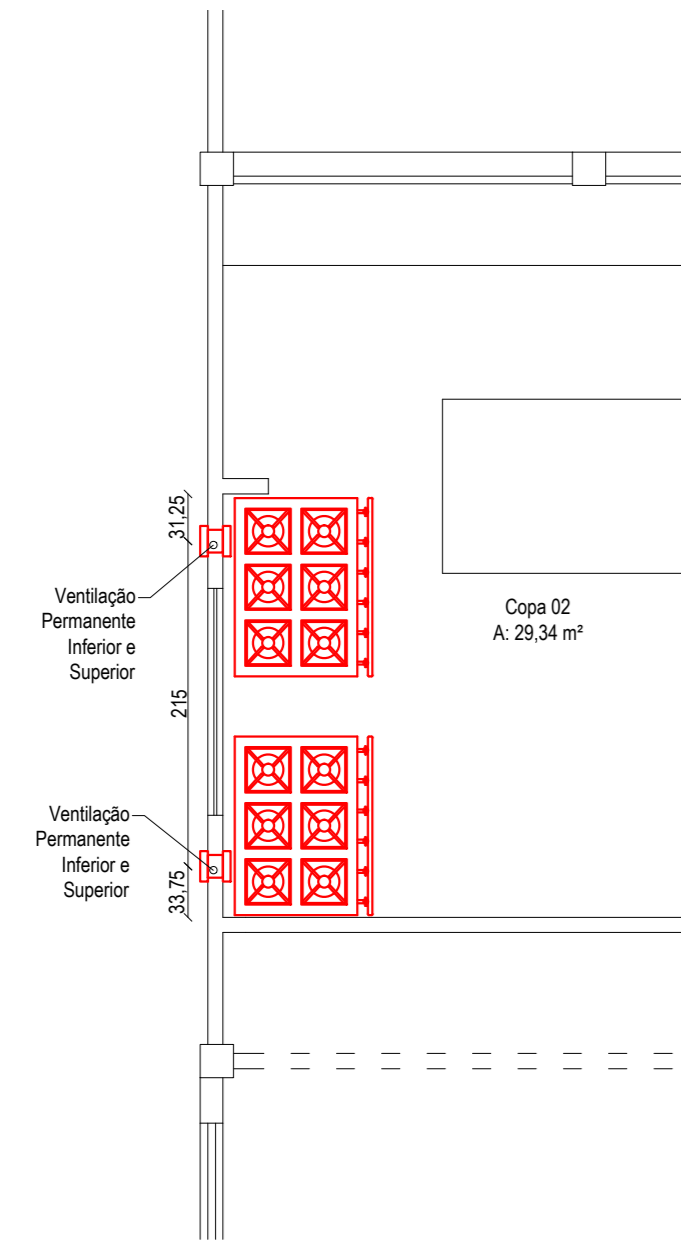 31,25
Ventilação
Permanente
Inferior e
Superior
Copa 02
A: 29,34 m²
215
Ventilação
Permanente
Inferior e
Superior
33,75